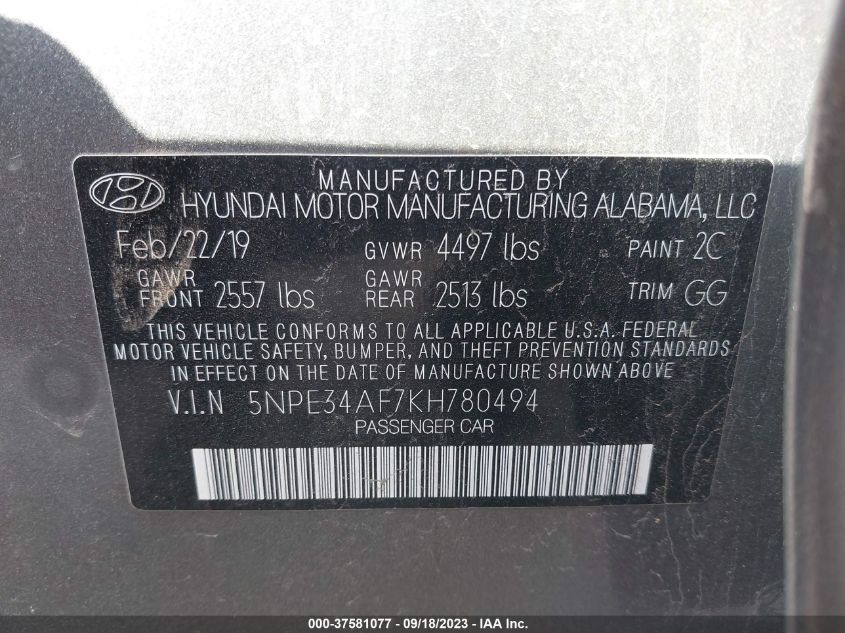 MANUFACTURED BY
HYUNDAI MOTOR MANUFACTURING ALABAMA, LLC
Feb/22/19 GVWR 4497 lbs PAINT 2C
GAWR FRONT 2557 lbs GAWR REAR 2513 lbs TRIM GG
THIS VEHICLE CONFORMS TO ALL APPLICABLE U.S.A. FEDERAL
MOTOR VEHICLE SAFETY, BUMPER, AND THEFT PREVENTION STANDARDS
IN EFFECT ON THE DATE OF MANUFACTURE SHOWN ABOVE.
V.I.N 5NPE34AF7KH780494
PASSENGER CAR
000-37581077 - 09/18/2023 - IAA Inc.